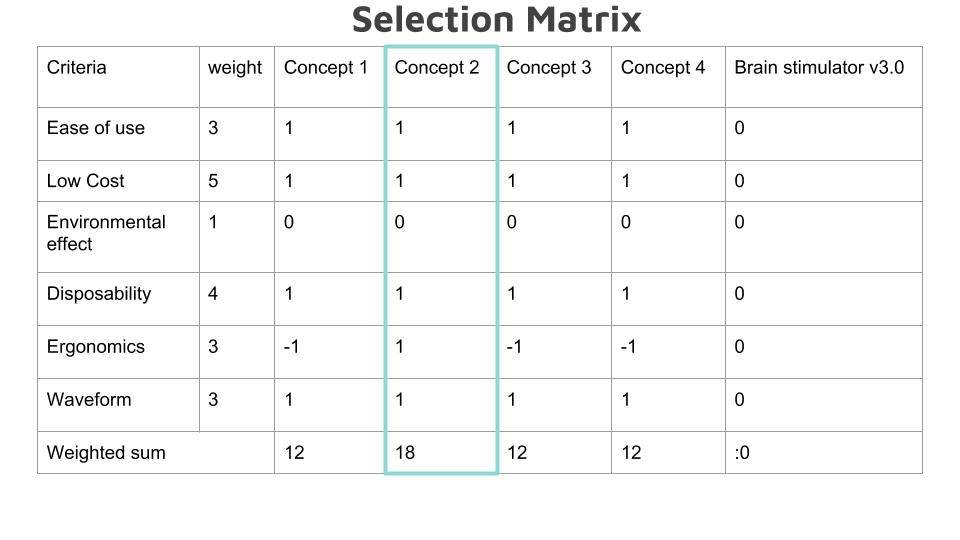 Selection Matrix
Criteria weight Concept 1 Concept 2 Concept 3 Concept 4 Brain stimulator v3.0
Ease of use 3 1 1 1 1 0
Low Cost 5 1 1 1 1 0
Environmental
effect 1 0 0 0 0 0
Disposability 4 1 1 1 1 0
Ergonomics 3 -1 1 -1 -1 0
Waveform 3 1 1 1 1 0
Weighted sum 12 18 12 12 :0